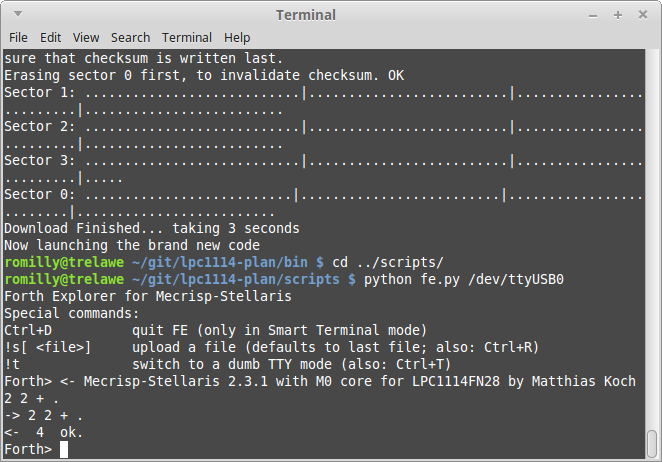 Terminal
File Edit View Search Terminal Help
sure that checksum is written last.
Erasing sector 0 first, to invalidate checksum. OK
Sector 1: ...........................|.........................|................
.........|.........................
Sector 2: ...........................|.........................|................
.........|.........................
Sector 3: ...........................|.........................|................
.........|.....
Sector 0: ..........................|.........................|.................
........|.........................
Download Finished... taking 3 seconds
Now launching the brand new code
romilly@trelawe ~/git/lpc1114-plan/bin $ cd ../scripts/
romilly@trelawe ~/git/lpc1114-plan/scripts $ python fe.py /dev/ttyUSB0
Forth Explorer for Mecrisp-Stellaris
Special commands:
Ctrl+D          quit FE (only in Smart Terminal mode)
!s[ <file>]     upload a file (defaults to last file; also: Ctrl+R)
!t              switch to a dumb TTY mode (also: Ctrl+T)
Forth> <- Mecrisp-Stellaris 2.3.1 with M0 core for LPC1114FN28 by Matthias Koch
2 2 + .
-> 2 2 + .
<-  4  ok.
Forth>